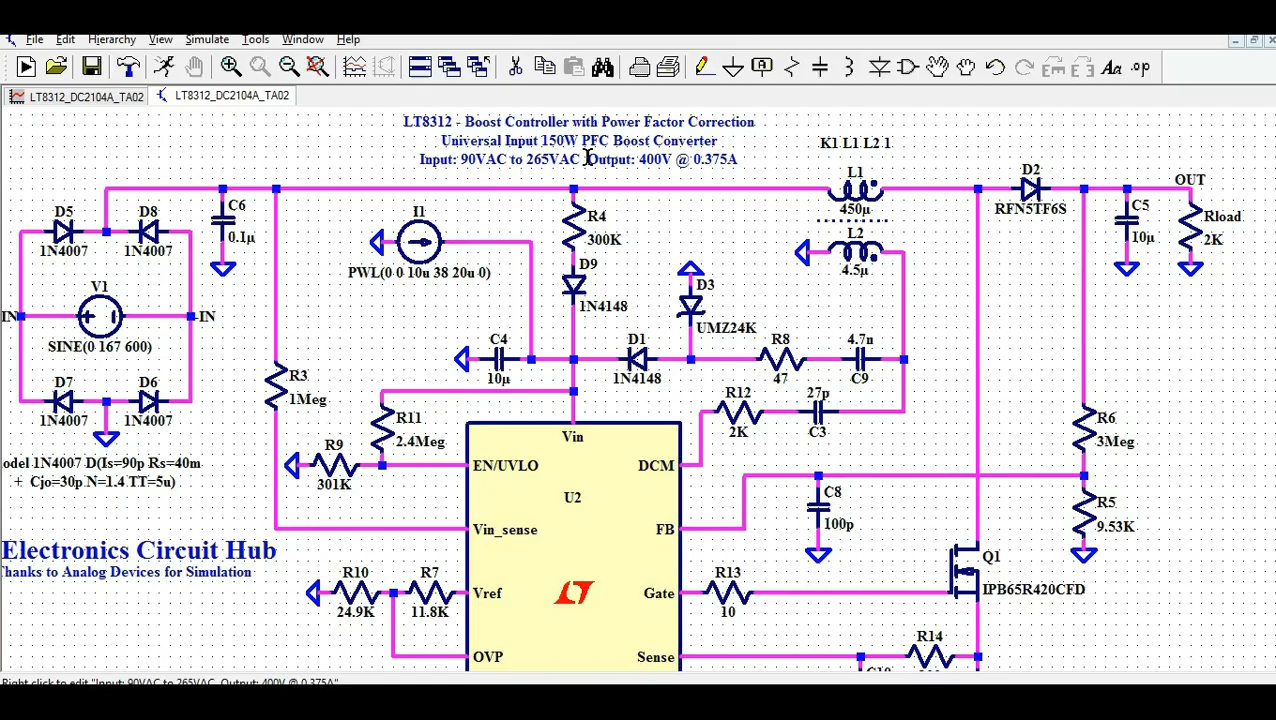 File Edit Hierarchy View Simulate Tools Window Help
Aa .op
LT8312_DC2104A_TA02 LT8312_DC2104A_TA02
LT8312 - Boost Controller with Power Factor Correction
Universal Input 150W PFC Boost Converter
Input: 90VAC to 265VAC Output: 400V @ 0.375A
K1 L1 L2 1
L1
450µ
D2
RFN5TF6S
OUT
D5
1N4007
D8
1N4007
C6
0.1µ
I1
PWL(0 0 10u 38 20u 0)
R4
300K
L2
4.5µ
C5
10µ
Rload
2K
D9
1N4148
D3
UMZ24K
V1
IN
-IN
SINE(0 167 600)
C4
10µ
D1
1N4148
R8
47
4.7n
C9
R3
1Meg
D7
1N4007
D6
1N4007
R11
2.4Meg
R12
2K
27p
C3
R6
3Meg
R9
301K
Vin
EN/UVLO
DCM
odel 1N4007 D(Is=90p Rs=40m
+ Cjo=30p N=1.4 TT=5u)
U2
C8
100p
R5
9.53K
Vin_sense
FB
Electronics Circuit Hub
hanks to Analog Devices for Simulation
R10
24.9K
R7
11.8K
Vref
Gate
R13
10
Q1
IPB65R420CFD
OVP
Sense
R14
C10
Right click to edit "Input: 90VAC to 265VAC Output: 400V @ 0.375A"